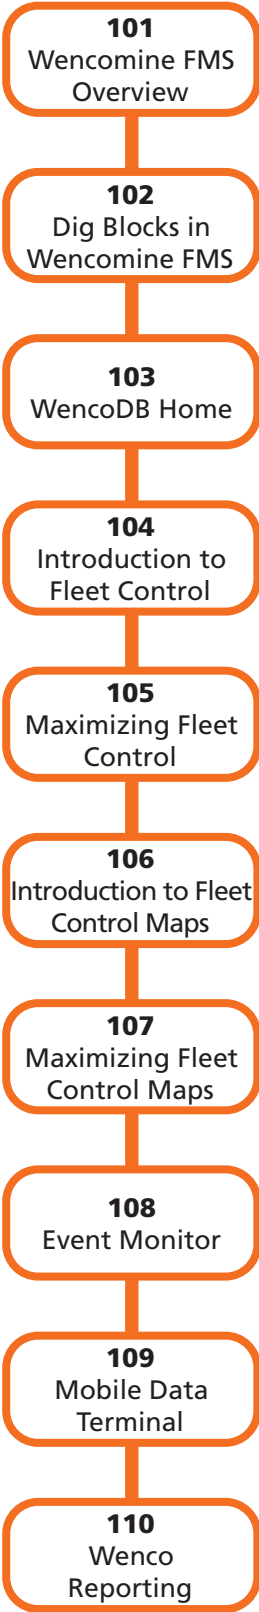 101
Wencomine FMS
Overview
102
Dig Blocks in
Wencomine FMS
103
WencoDB Home
104
Introduction to
Fleet Control
105
Maximizing Fleet
Control
106
Introduction to Fleet
Control Maps
107
Maximizing Fleet
Control Maps
108
Event Monitor
109
Mobile Data
Terminal
110
Wenco
Reporting